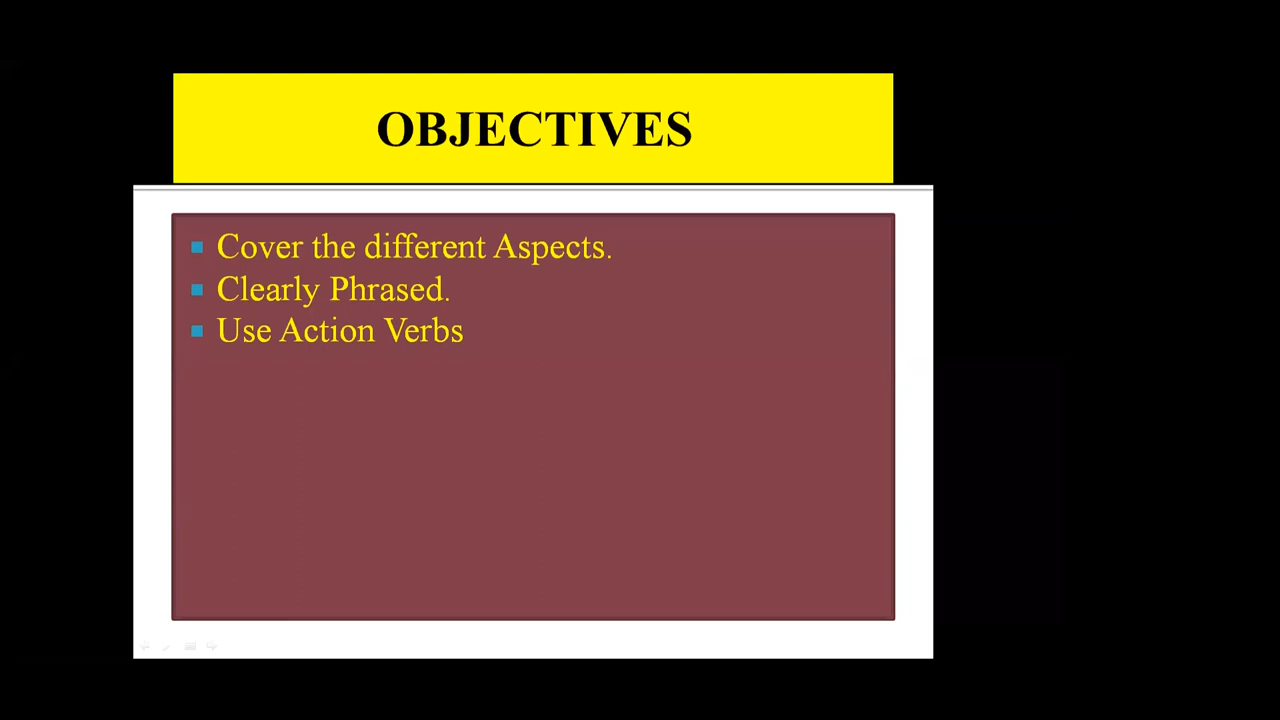 OBJECTIVES
Cover the different Aspects.
Clearly Phrased.
Use Action Verbs